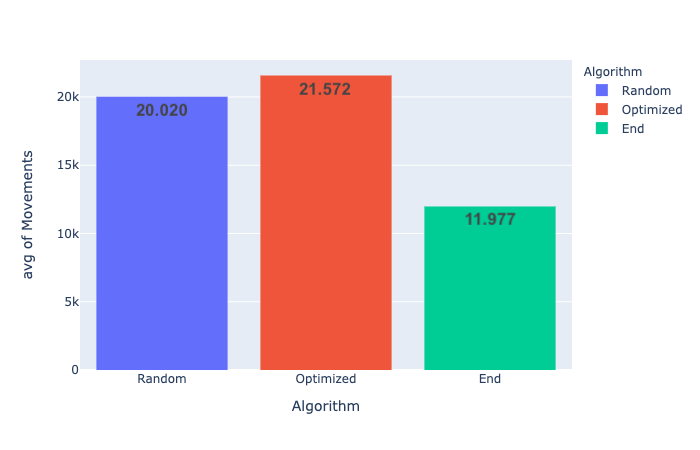 avg of Movements
20k
15k
10k
5k
0
20.020
21.572
11.977
Random
Optimized
End
Algorithm
Algorithm
Random
Optimized
End